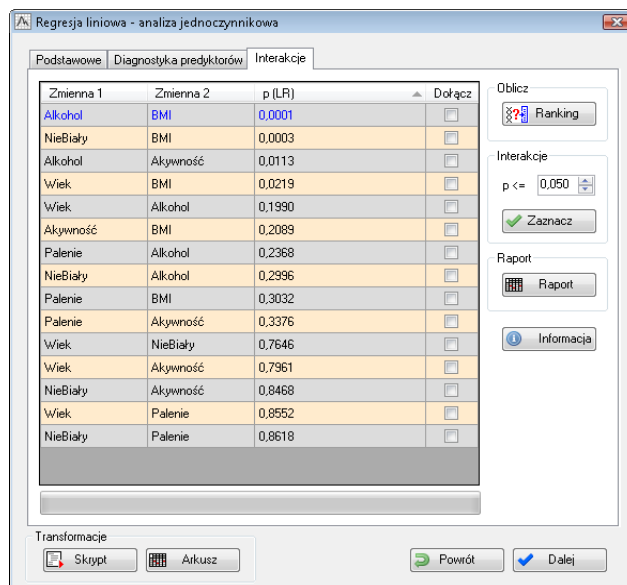 Regresja liniowa - analiza jednoczynnikowa
Podstawowe Diagnostyka predyktorów Interakcje
Zmienna 1 Zmienna 2 p (LR) Dołącz
Alkohol BMI 0,0001
NieBiały BMI 0,0003
Alkohol Akywność 0,0113
Wiek BMI 0,0219
Wiek Alkohol 0,1990
Akywność BMI 0,2089
Palenie Alkohol 0,2368
NieBiały Alkohol 0,2996
Palenie BMI 0,3032
Palenie Akywność 0,3376
Wiek NieBiały 0,7646
Wiek Akywność 0,7961
NieBiały Akywność 0,8468
Wiek Palenie 0,8552
NieBiały Palenie 0,8618
Oblicz
Ranking
Interakcje
p <= 0,050
Zaznacz
Raport
Raport
Informacja
Transformacje
Skrypt Arkusz Powrót Dalej